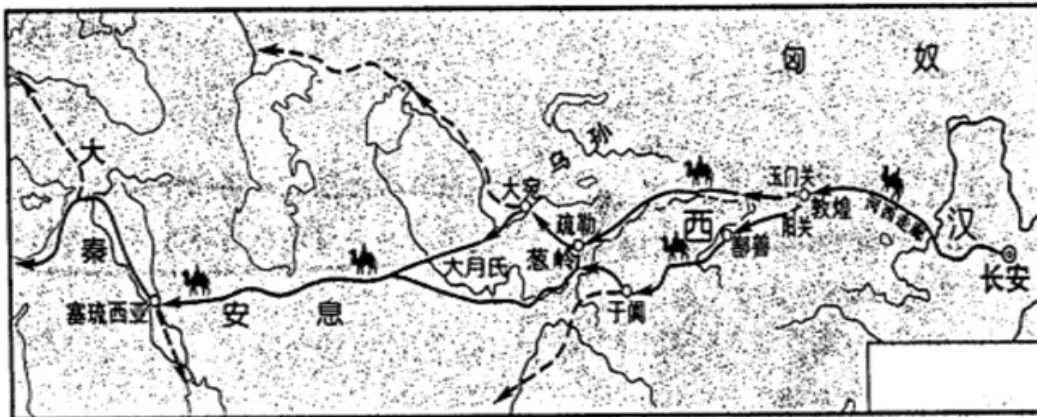 匈奴
乌孙
玉门关
敦煌
河西走廊
阳关
汉
长安
西
鄯善
大宛
疏勒
葱岭
大月氏
于阗
安息
大秦
塞琉西亚